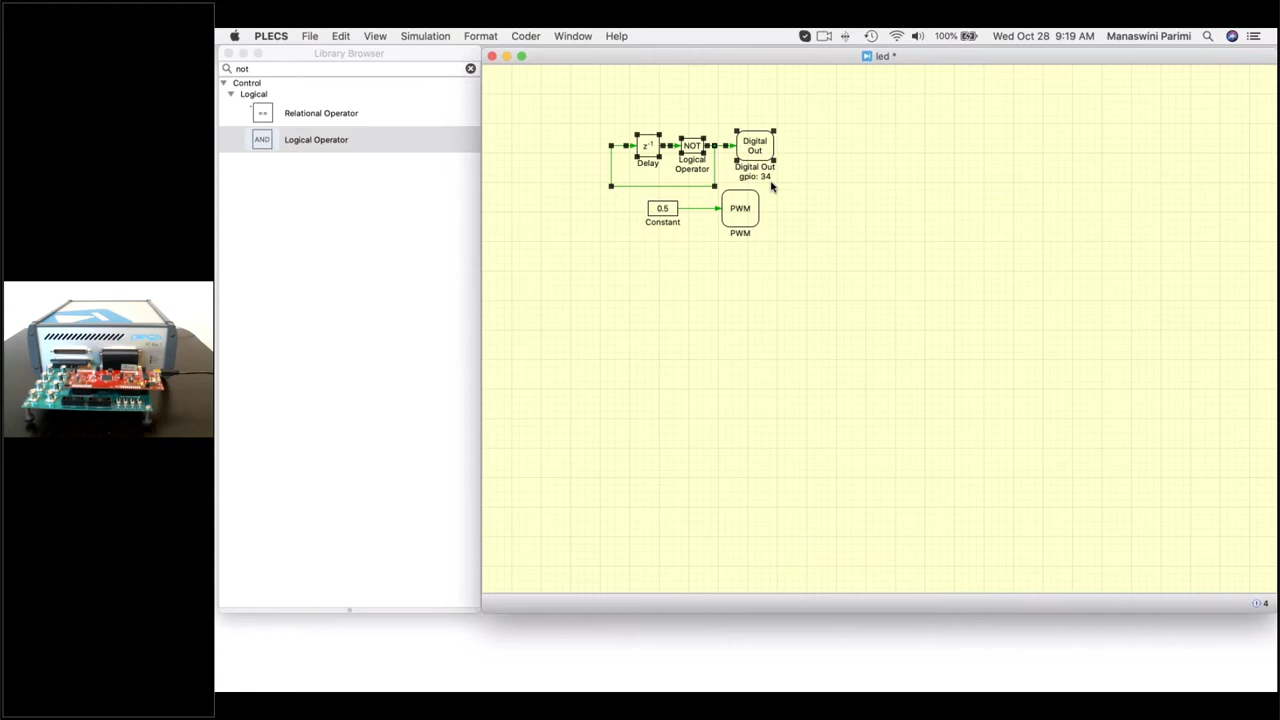 PLECS File Edit View Simulation Format Coder Window Help
100% Wed Oct 28 9:19 AM Manaswini Parimi
Library Browser
not
Control
Logical
== Relational Operator
AND Logical Operator
led *
z-1
Delay
NOT
Logical
Operator
Digital
Out
Digital Out
gpio: 34
0.5
Constant
PWM
PWM
4